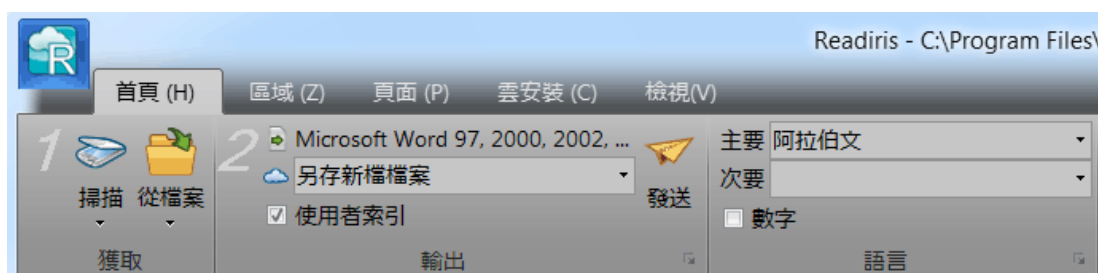 R
Readiris - C:\Program Files\
首頁 (H) 區域 (Z) 頁面 (P) 雲安裝 (C) 檢視(V)
1 掃描 從檔案
獲取
2 Microsoft Word 97, 2000, 2002, ...
另存新檔檔案
使用者索引
發送
輸出
主要 阿拉伯文
次要
數字
語言